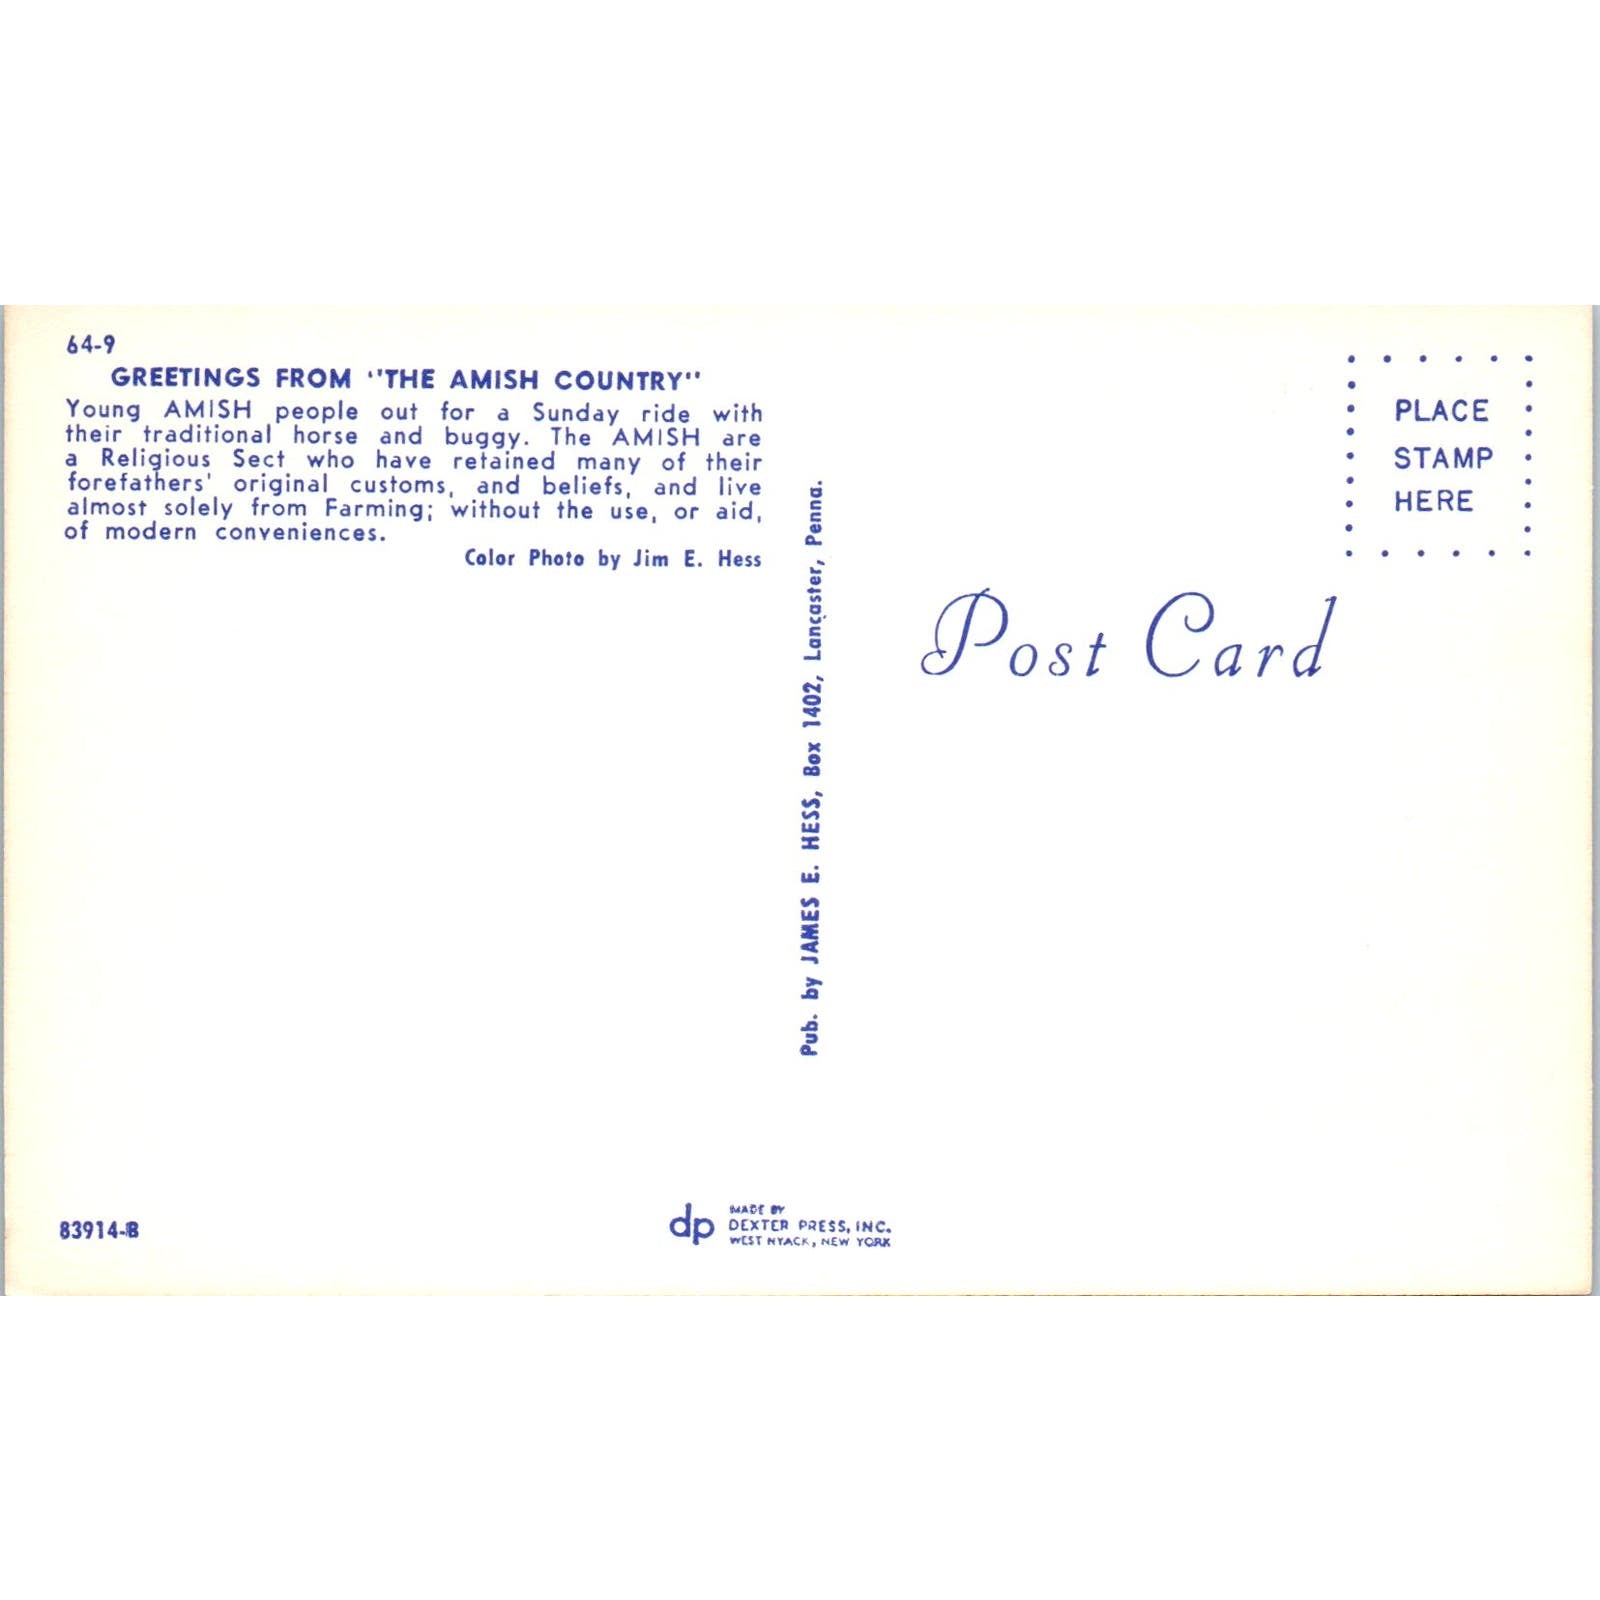 64-9
GREETINGS FROM "THE AMISH COUNTRY"
Young AMISH people out for a Sunday ride with
their traditional horse and buggy. The AMISH are
a Religious Sect who have retained many of their
forefathers' original customs, and beliefs, and live
almost solely from Farming; without the use, or aid,
of modern conveniences.
Color Photo by Jim E. Hess
83914-B
Pub. by JAMES E. HESS, Box 1402, Lancaster, Penna.
dp
MADE BY
DEXTER PRESS, INC.
WEST NYACK, NEW YORK
PLACE
STAMP
HERE
Post Card